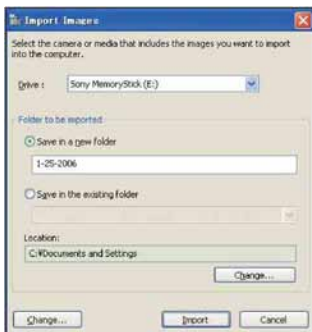 Import Images
Select the camera or media that includes the images you want to import
into the computer.
Drive :
Sony MemoryStick (E:)
Folder to be imported
Save in a new folder
1-25-2006
Save in the existing folder
Location:
C:¥Documents and Settings
Change...
Change...
Import
Cancel